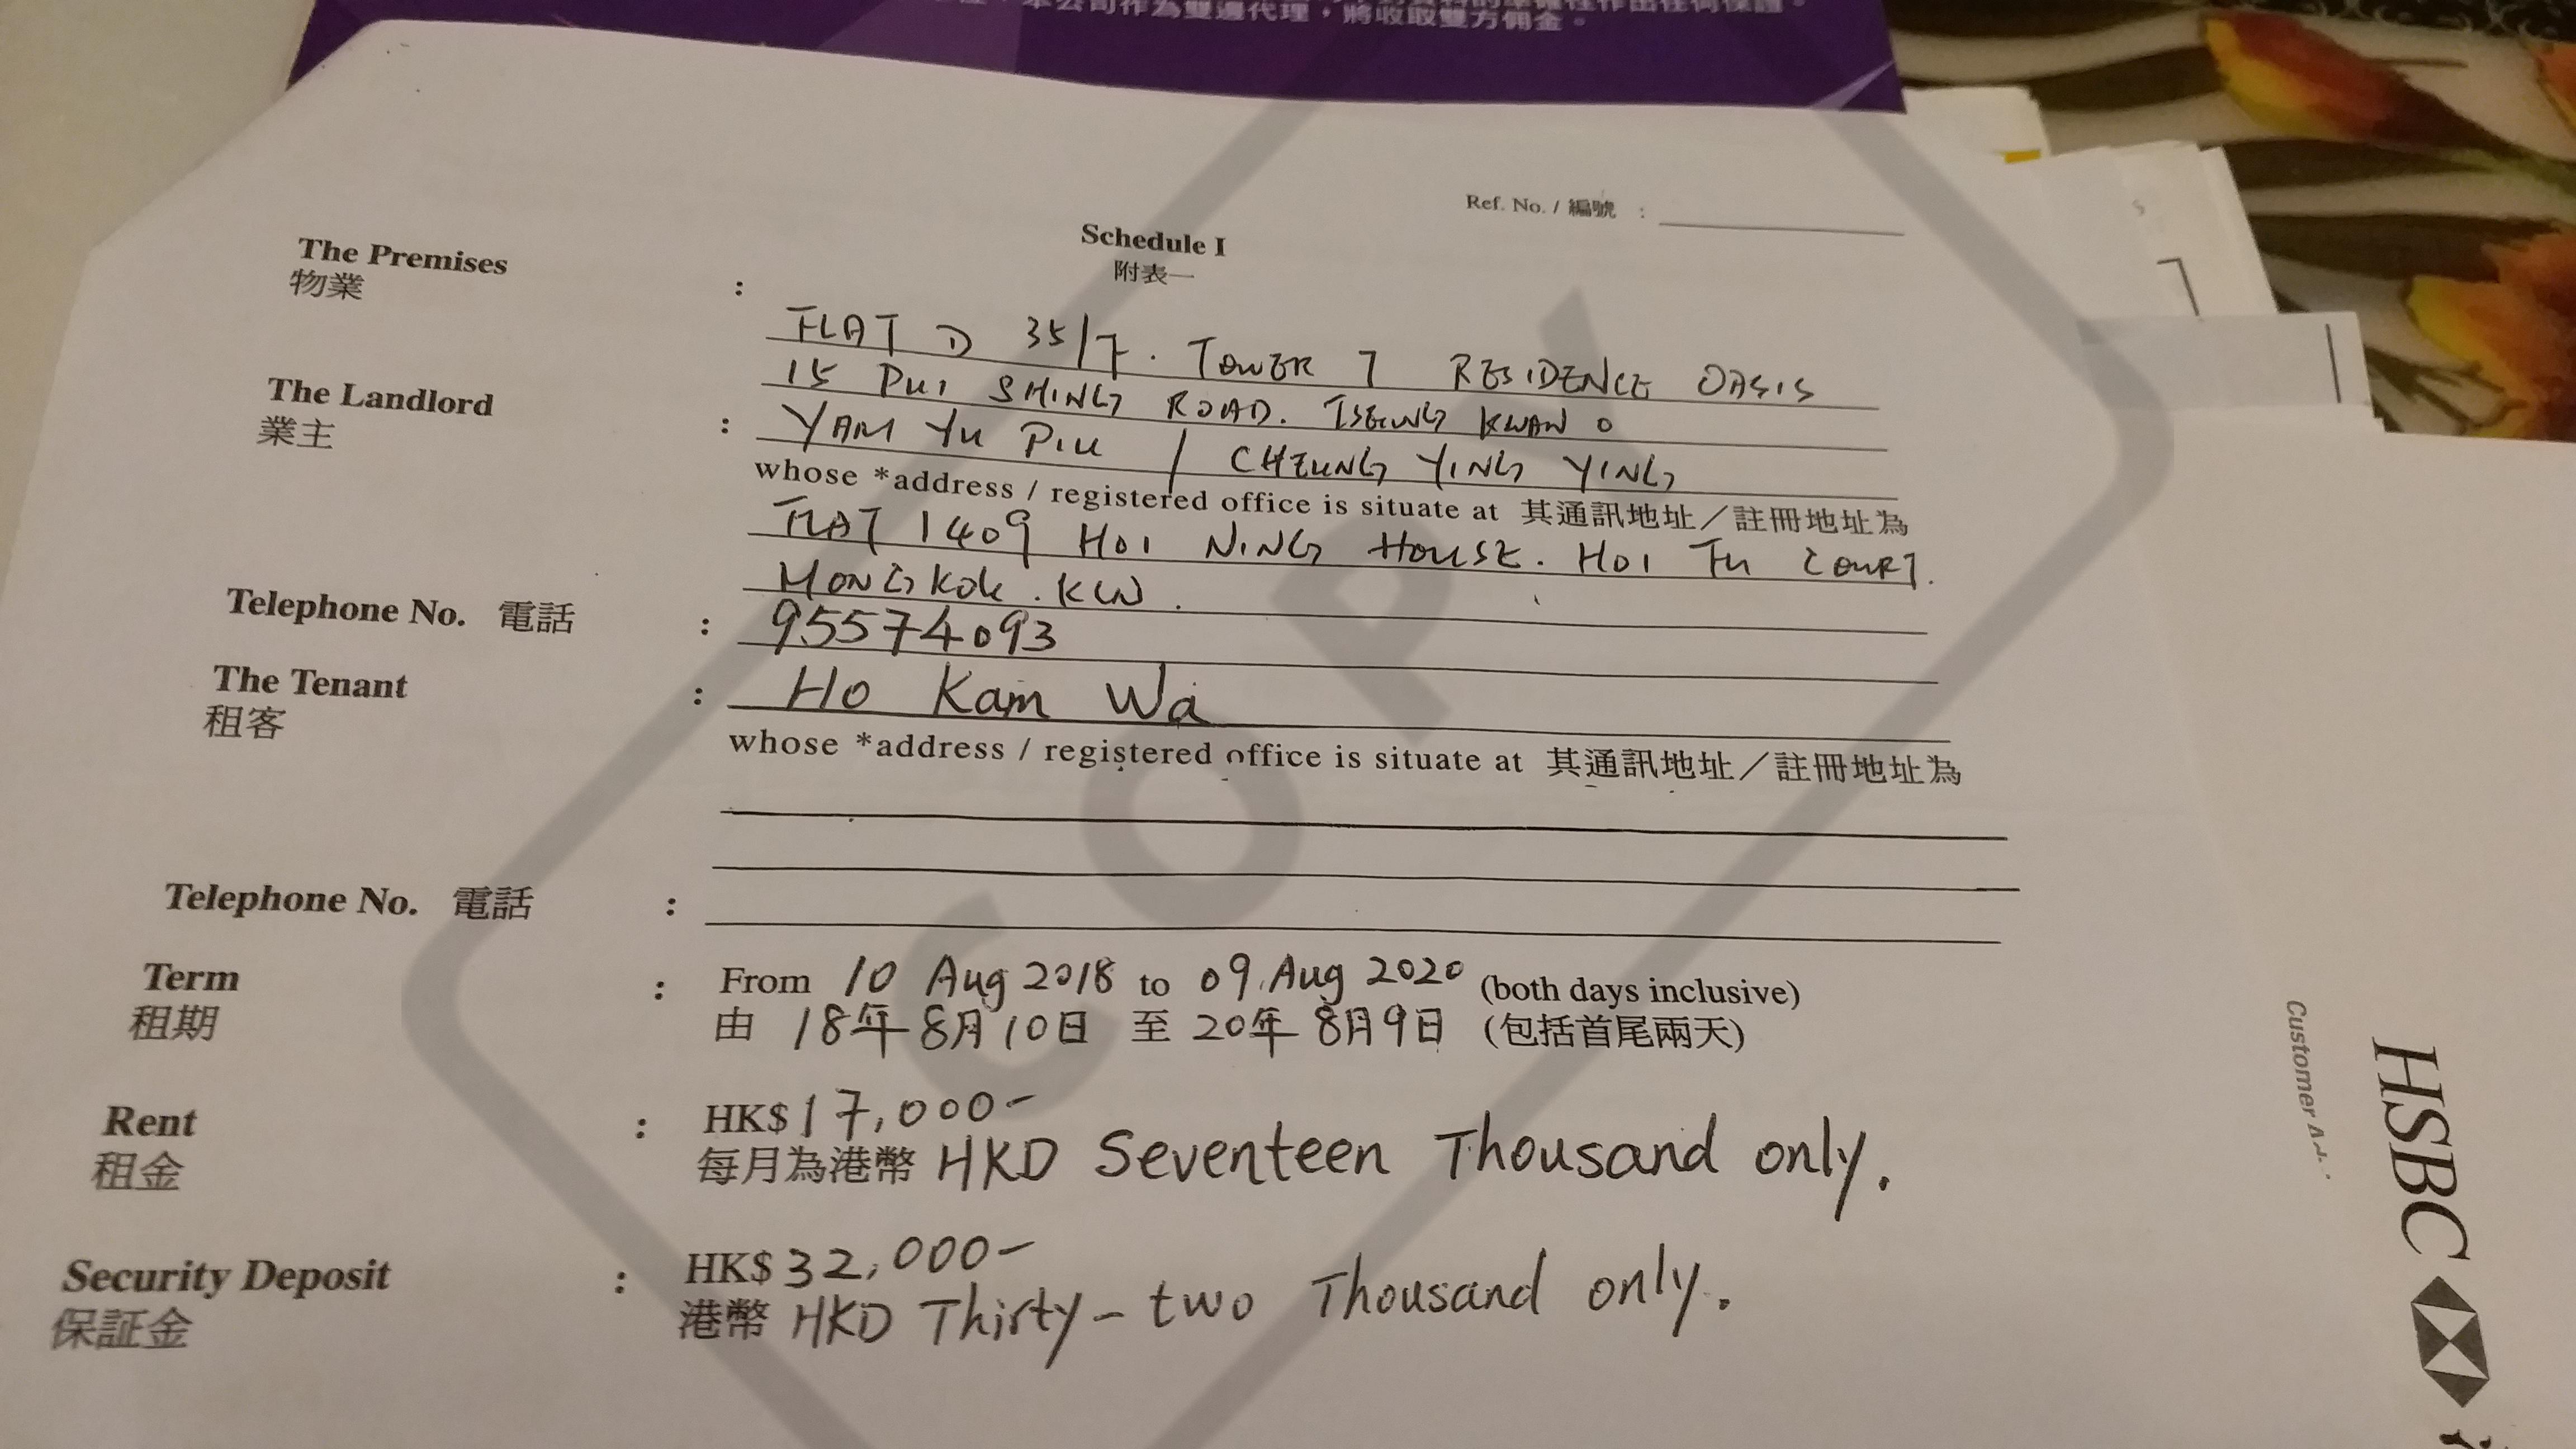 本公司作為雙邊代理，將收取雙方佣金。
Ref. No. / 編號 :
Schedule I
附表一
The Premises
物業
: FLAT D 35/F. TOWER 7 RESIDENCE OASIS
15 PUI SHING ROAD. TSEUNG KWAN O
The Landlord
業主
: YAM YU PIU / CHEUNG YING YING
whose *address / registered office is situate at 其通訊地址／註冊地址為
FLAT 1409 HOI NING HOUSE. HOI FU COURT.
MONGKOK. KLN.
Telephone No. 電話 : 95574093
The Tenant
租客
: Ho Kam Wa
whose *address / registered office is situate at 其通訊地址／註冊地址為
Telephone No. 電話 :
Term : From 10 Aug 2018 to 09 Aug 2020 (both days inclusive)
租期 由 18年8月10日 至 20年8月9日 (包括首尾兩天)
Rent : HK$17,000-
租金 每月為港幣 HKD Seventeen Thousand only.
Security Deposit : HK$32,000-
保証金 港幣 HKD Thirty-two Thousand only.
COPY
Customer
HSBC